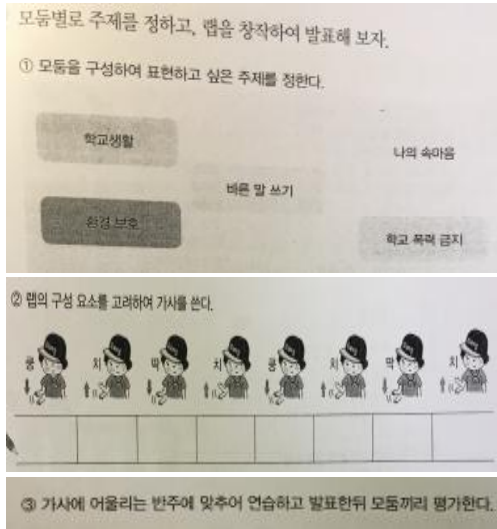 모둠별로 주제를 정하고, 랩을 창작하여 발표해 보자.
① 모둠을 구성하여 표현하고 싶은 주제를 정한다.
학교생활
나의 속마음
바른 말 쓰기
환경 보호
학교 폭력 금지
② 랩의 구성 요소를 고려하여 가사를 쓴다.
쿵 치 딱 치 쿵 치 딱 치
③ 가사에 어울리는 반주에 맞추어 연습하고 발표한뒤 모둠끼리 평가한다.